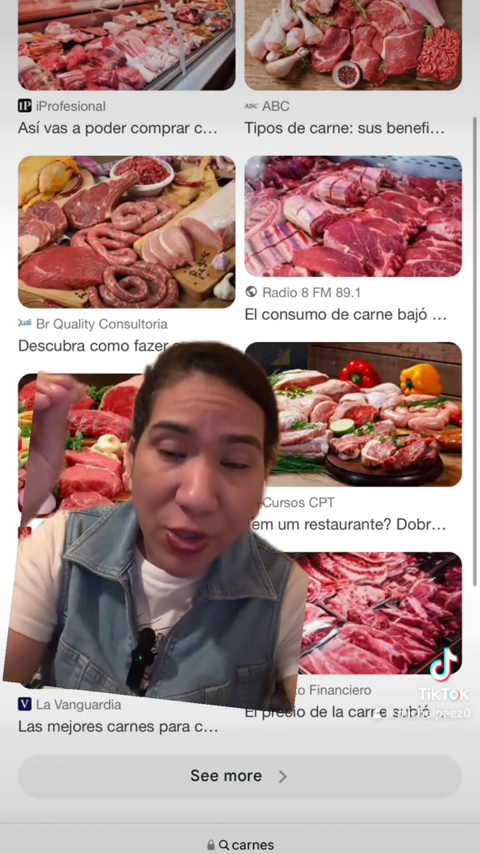 iProfesional
ABC
Así vas a poder comprar c...
Tipos de carne: sus benefi...
Br Quality Consultoria
Radio 8 FM 89.1
Descubra como fazer
El consumo de carne bajó ...
Cursos CPT
em um restaurante? Dobr...
La Vanguardia
Financiero
Las mejores carnes para c...
El precio de la carne subió...
TikTok
See more
carnes